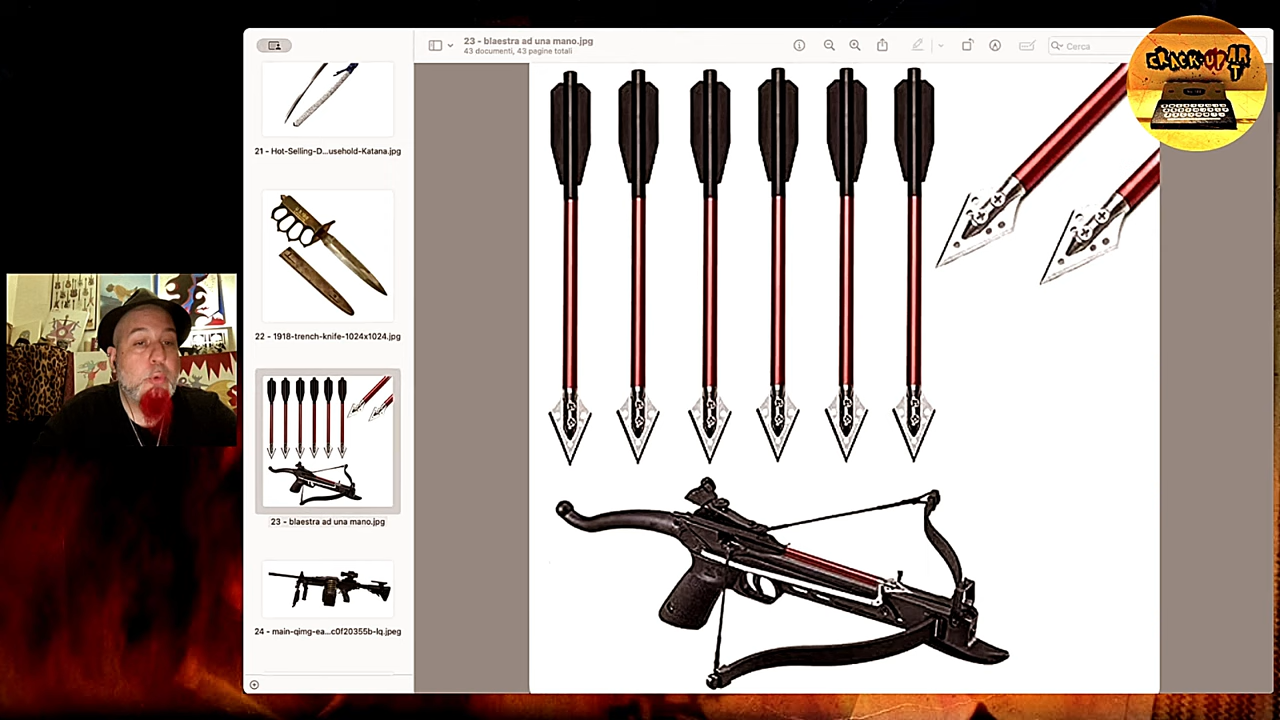 23 - blaestra ad una mano.jpg
43 documenti, 43 pagine totali
Cerca
CRACK-UP ART
21 - Hot-Selling-D...usehold-Katana.jpg
22 - 1918-trench-knife-1024x1024.jpg
23 - blaestra ad una mano.jpg
24 - main-qimg-ea...c0f20355b-lq.jpeg